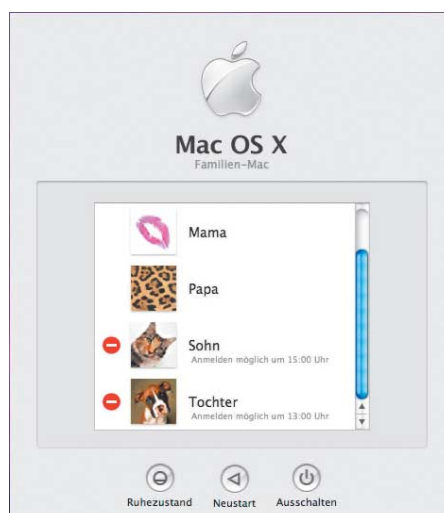 Mac OS X
Familien-Mac
Mama
Papa
Sohn
Anmelden möglich um 15:00 Uhr
Tochter
Anmelden möglich um 13:00 Uhr
Ruhezustand Neustart Ausschalten